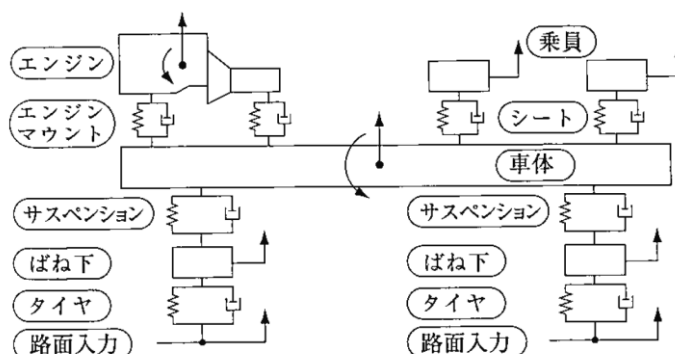 エンジン
乗員
エンジン
マウント
シート
車体
サスペンション
サスペンション
ばね下
ばね下
タイヤ
タイヤ
路面入力
路面入力